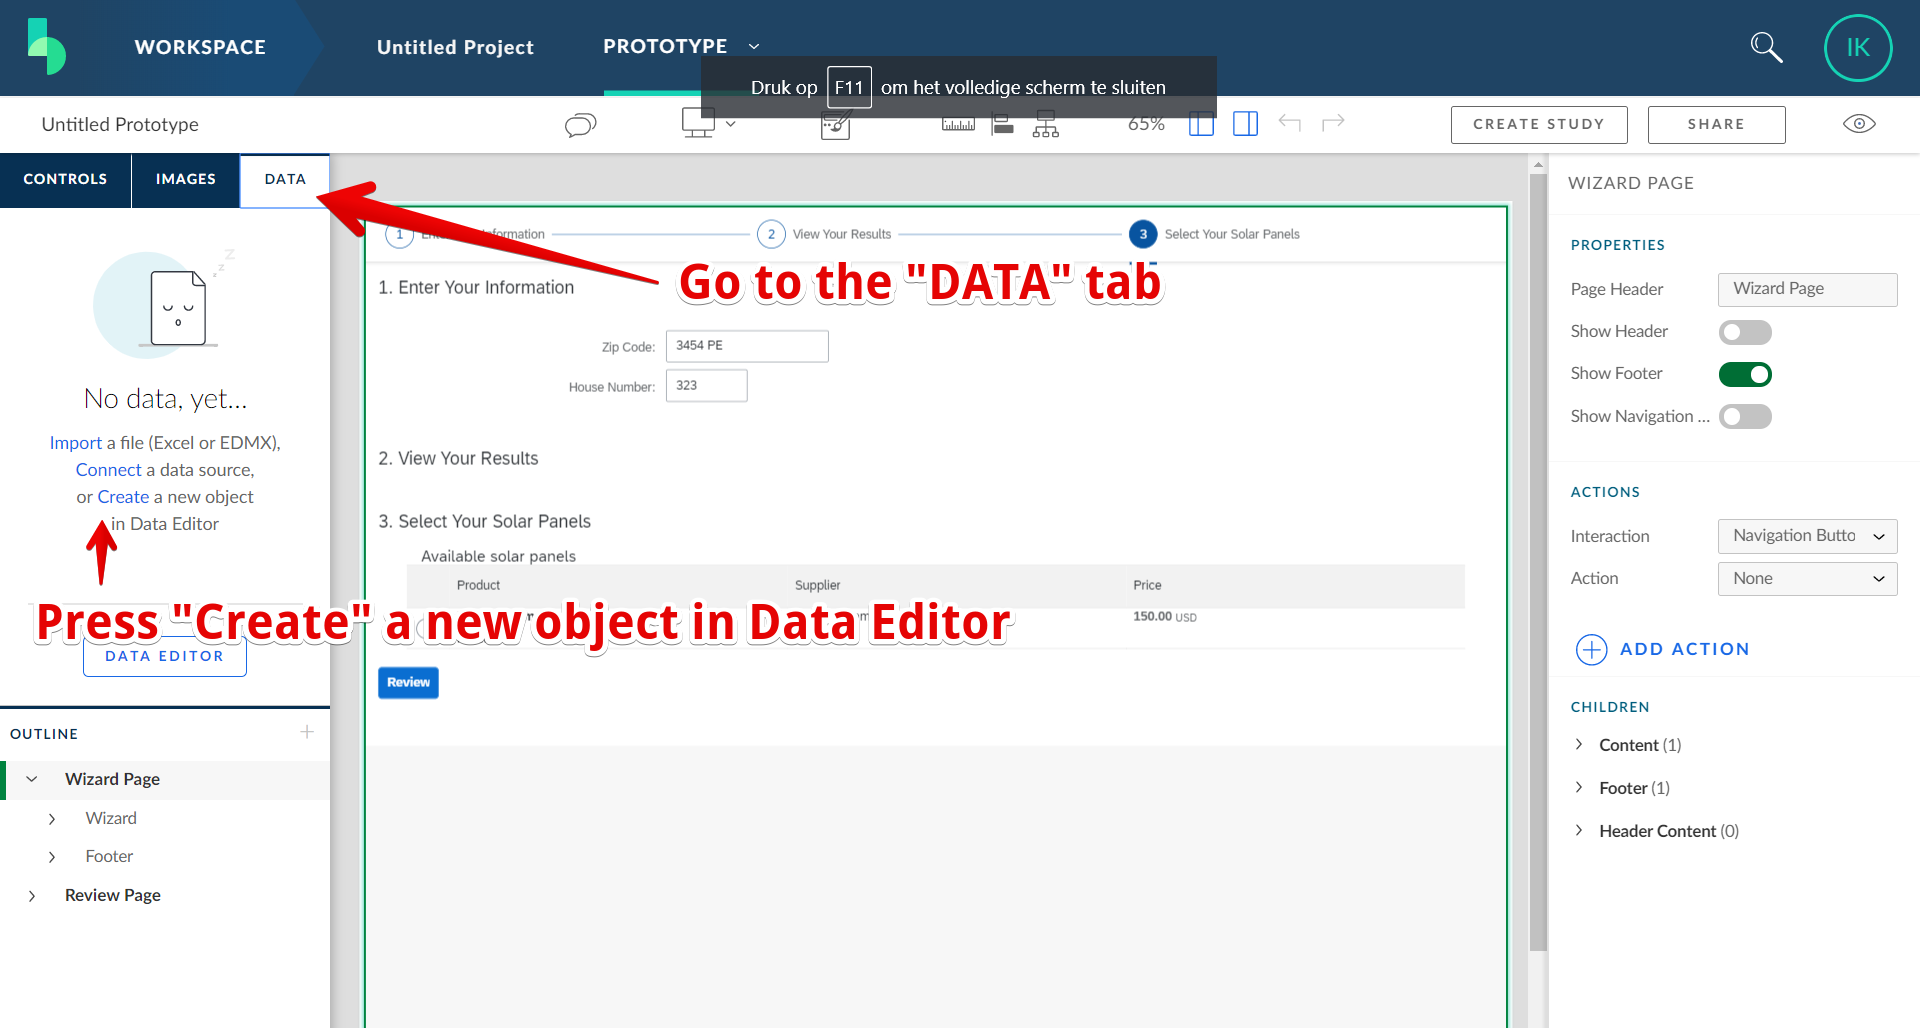 WORKSPACE
Untitled Project
PROTOTYPE
IK
Druk op F11 om het volledige scherm te sluiten
Untitled Prototype
65%
CREATE STUDY
SHARE
CONTROLS
IMAGES
DATA
No data, yet...
Import a file (Excel or EDMX),
Connect a data source,
or Create a new object
in Data Editor
Press "Create" a new object in Data Editor
DATA EDITOR
OUTLINE
Wizard Page
Wizard
Footer
Review Page
1
2 View Your Results
3 Select Your Solar Panels
Go to the "DATA" tab
1. Enter Your Information
Zip Code: 3454 PE
House Number: 323
2. View Your Results
3. Select Your Solar Panels
Available solar panels
Product Supplier Price
150.00 USD
Review
WIZARD PAGE
PROPERTIES
Page Header Wizard Page
Show Header
Show Footer
Show Navigation ...
ACTIONS
Interaction Navigation Butto
Action None
ADD ACTION
CHILDREN
Content (1)
Footer (1)
Header Content (0)